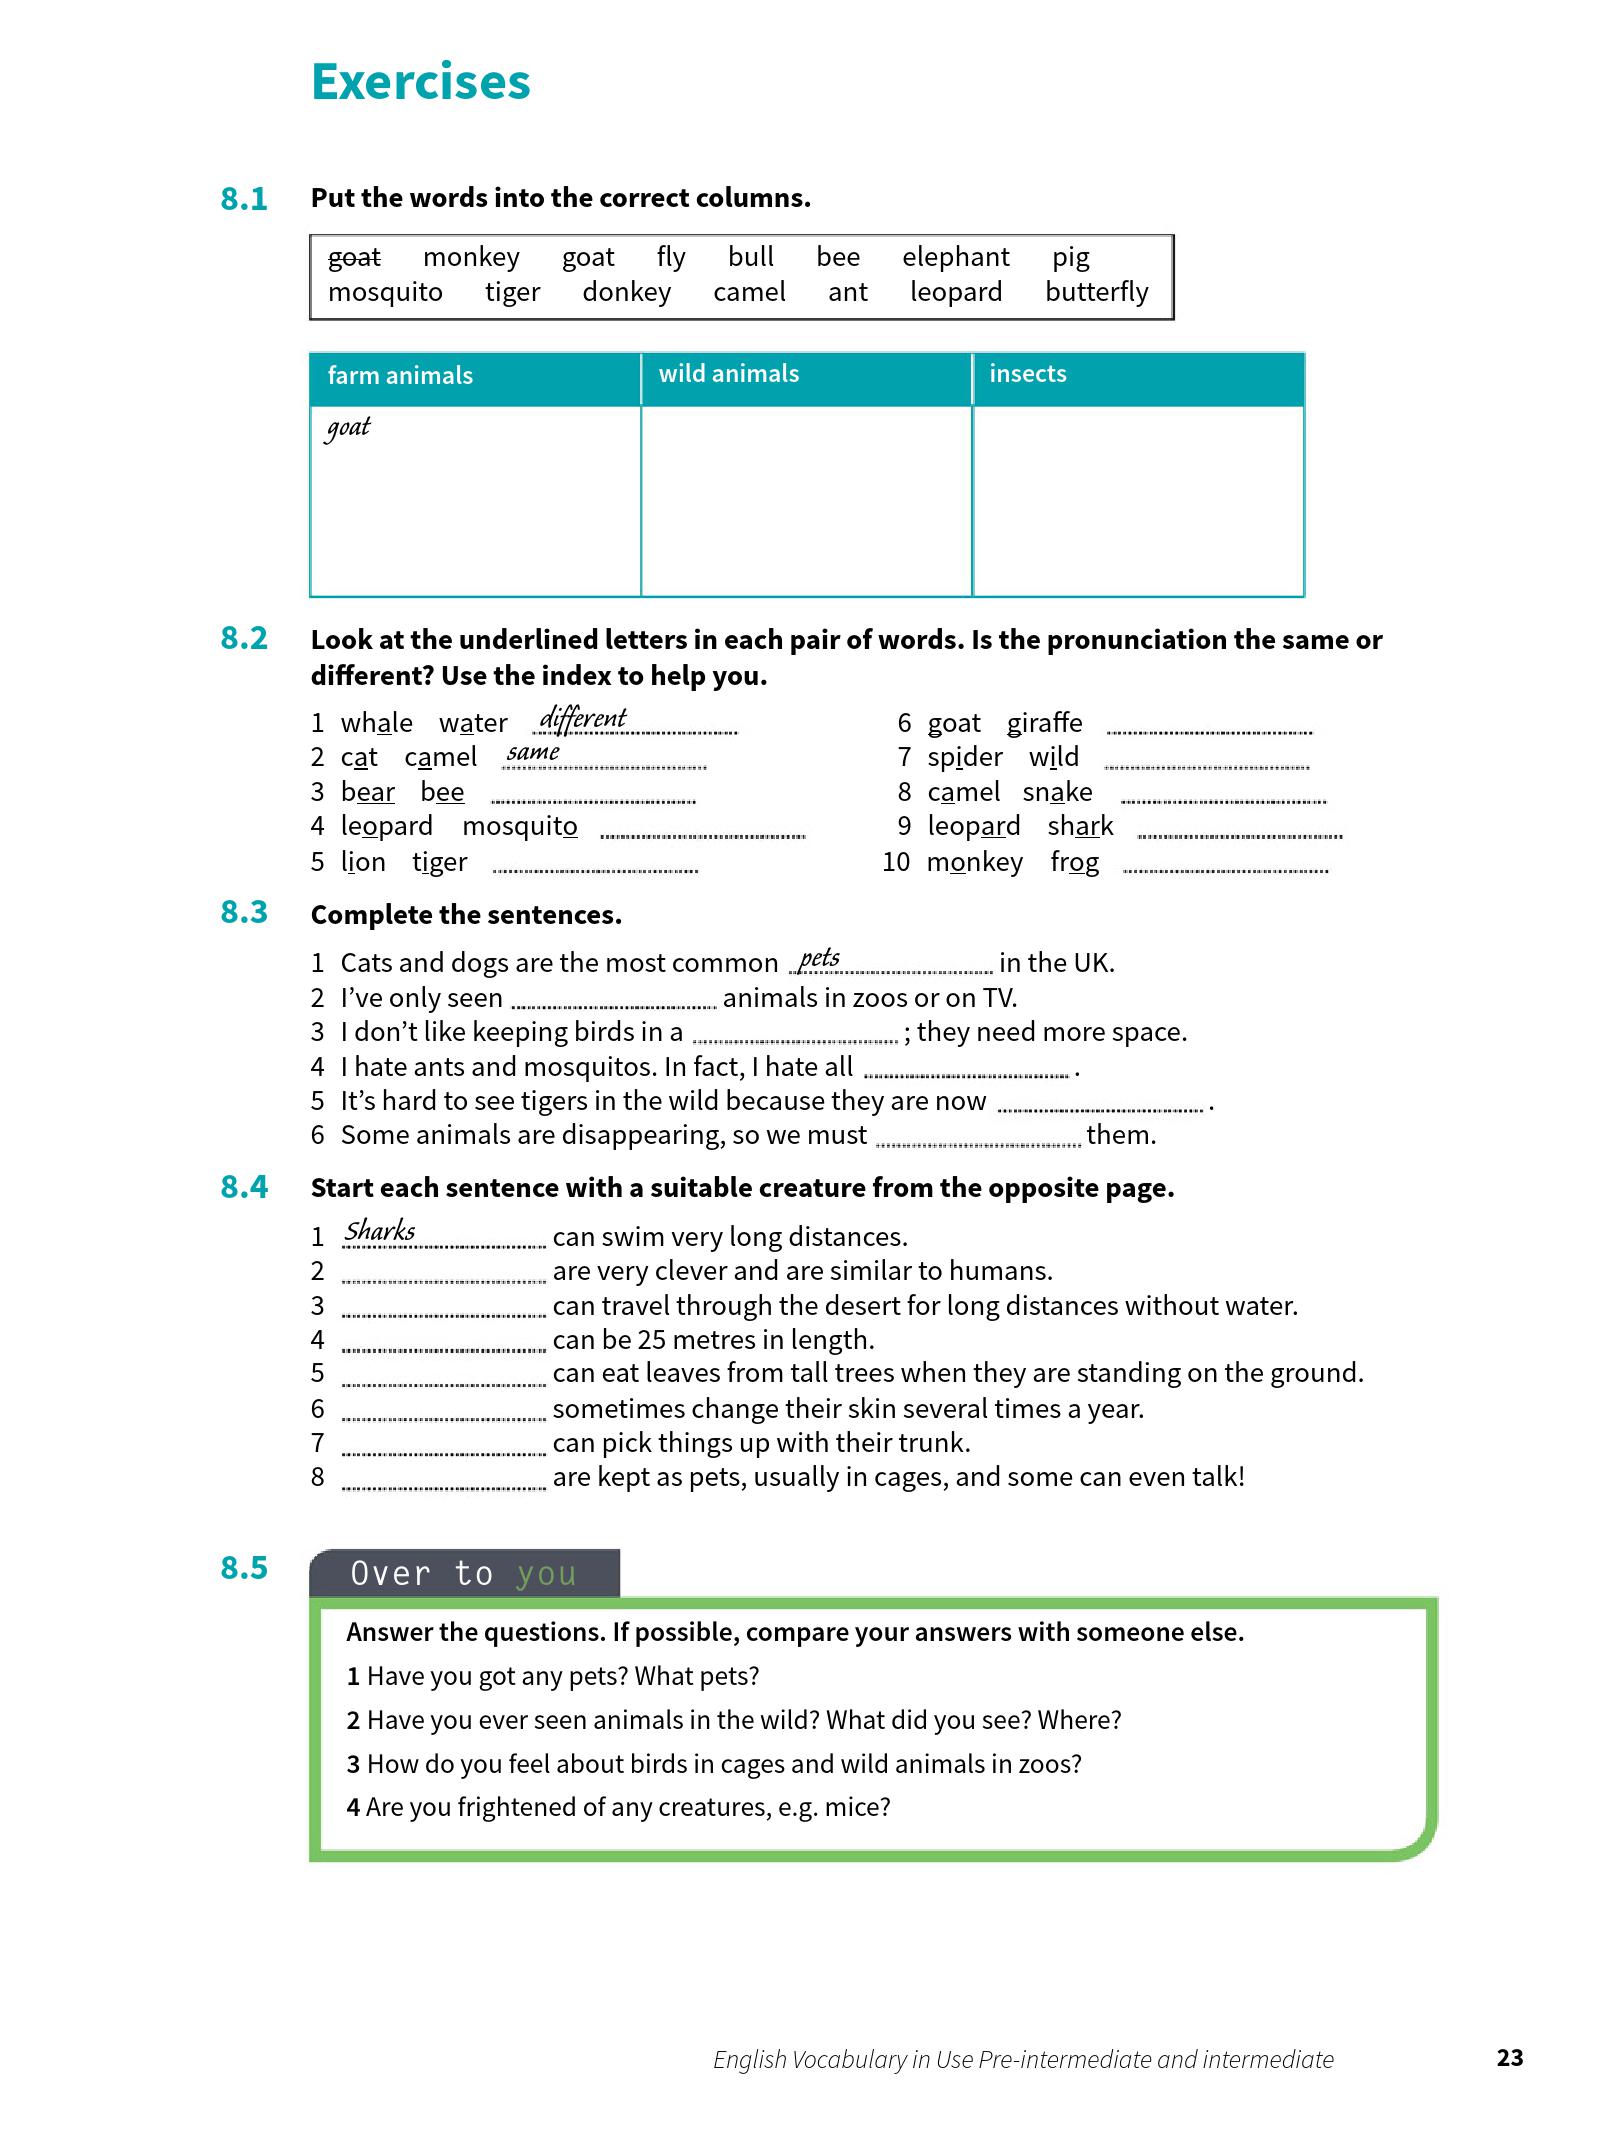 Exercises
8.1 Put the words into the correct columns.
goat monkey goat fly bull bee elephant pig
mosquito tiger donkey camel ant leopard butterfly
farm animals wild animals insects
goat
8.2 Look at the underlined letters in each pair of words. Is the pronunciation the same or
different? Use the index to help you.
1 whale water different
2 cat camel same
3 bear bee
4 leopard mosquito
5 lion tiger
6 goat giraffe
7 spider wild
8 camel snake
9 leopard shark
10 monkey frog
8.3 Complete the sentences.
1 Cats and dogs are the most common pets in the UK.
2 I've only seen animals in zoos or on TV.
3 I don't like keeping birds in a ; they need more space.
4 I hate ants and mosquitos. In fact, I hate all .
5 It's hard to see tigers in the wild because they are now .
6 Some animals are disappearing, so we must them.
8.4 Start each sentence with a suitable creature from the opposite page.
1 Sharks can swim very long distances.
2 are very clever and are similar to humans.
3 can travel through the desert for long distances without water.
4 can be 25 metres in length.
5 can eat leaves from tall trees when they are standing on the ground.
6 sometimes change their skin several times a year.
7 can pick things up with their trunk.
8 are kept as pets, usually in cages, and some can even talk!
8.5 Over to you
Answer the questions. If possible, compare your answers with someone else.
1 Have you got any pets? What pets?
2 Have you ever seen animals in the wild? What did you see? Where?
3 How do you feel about birds in cages and wild animals in zoos?
4 Are you frightened of any creatures, e.g. mice?
English Vocabulary in Use Pre-intermediate and intermediate 23